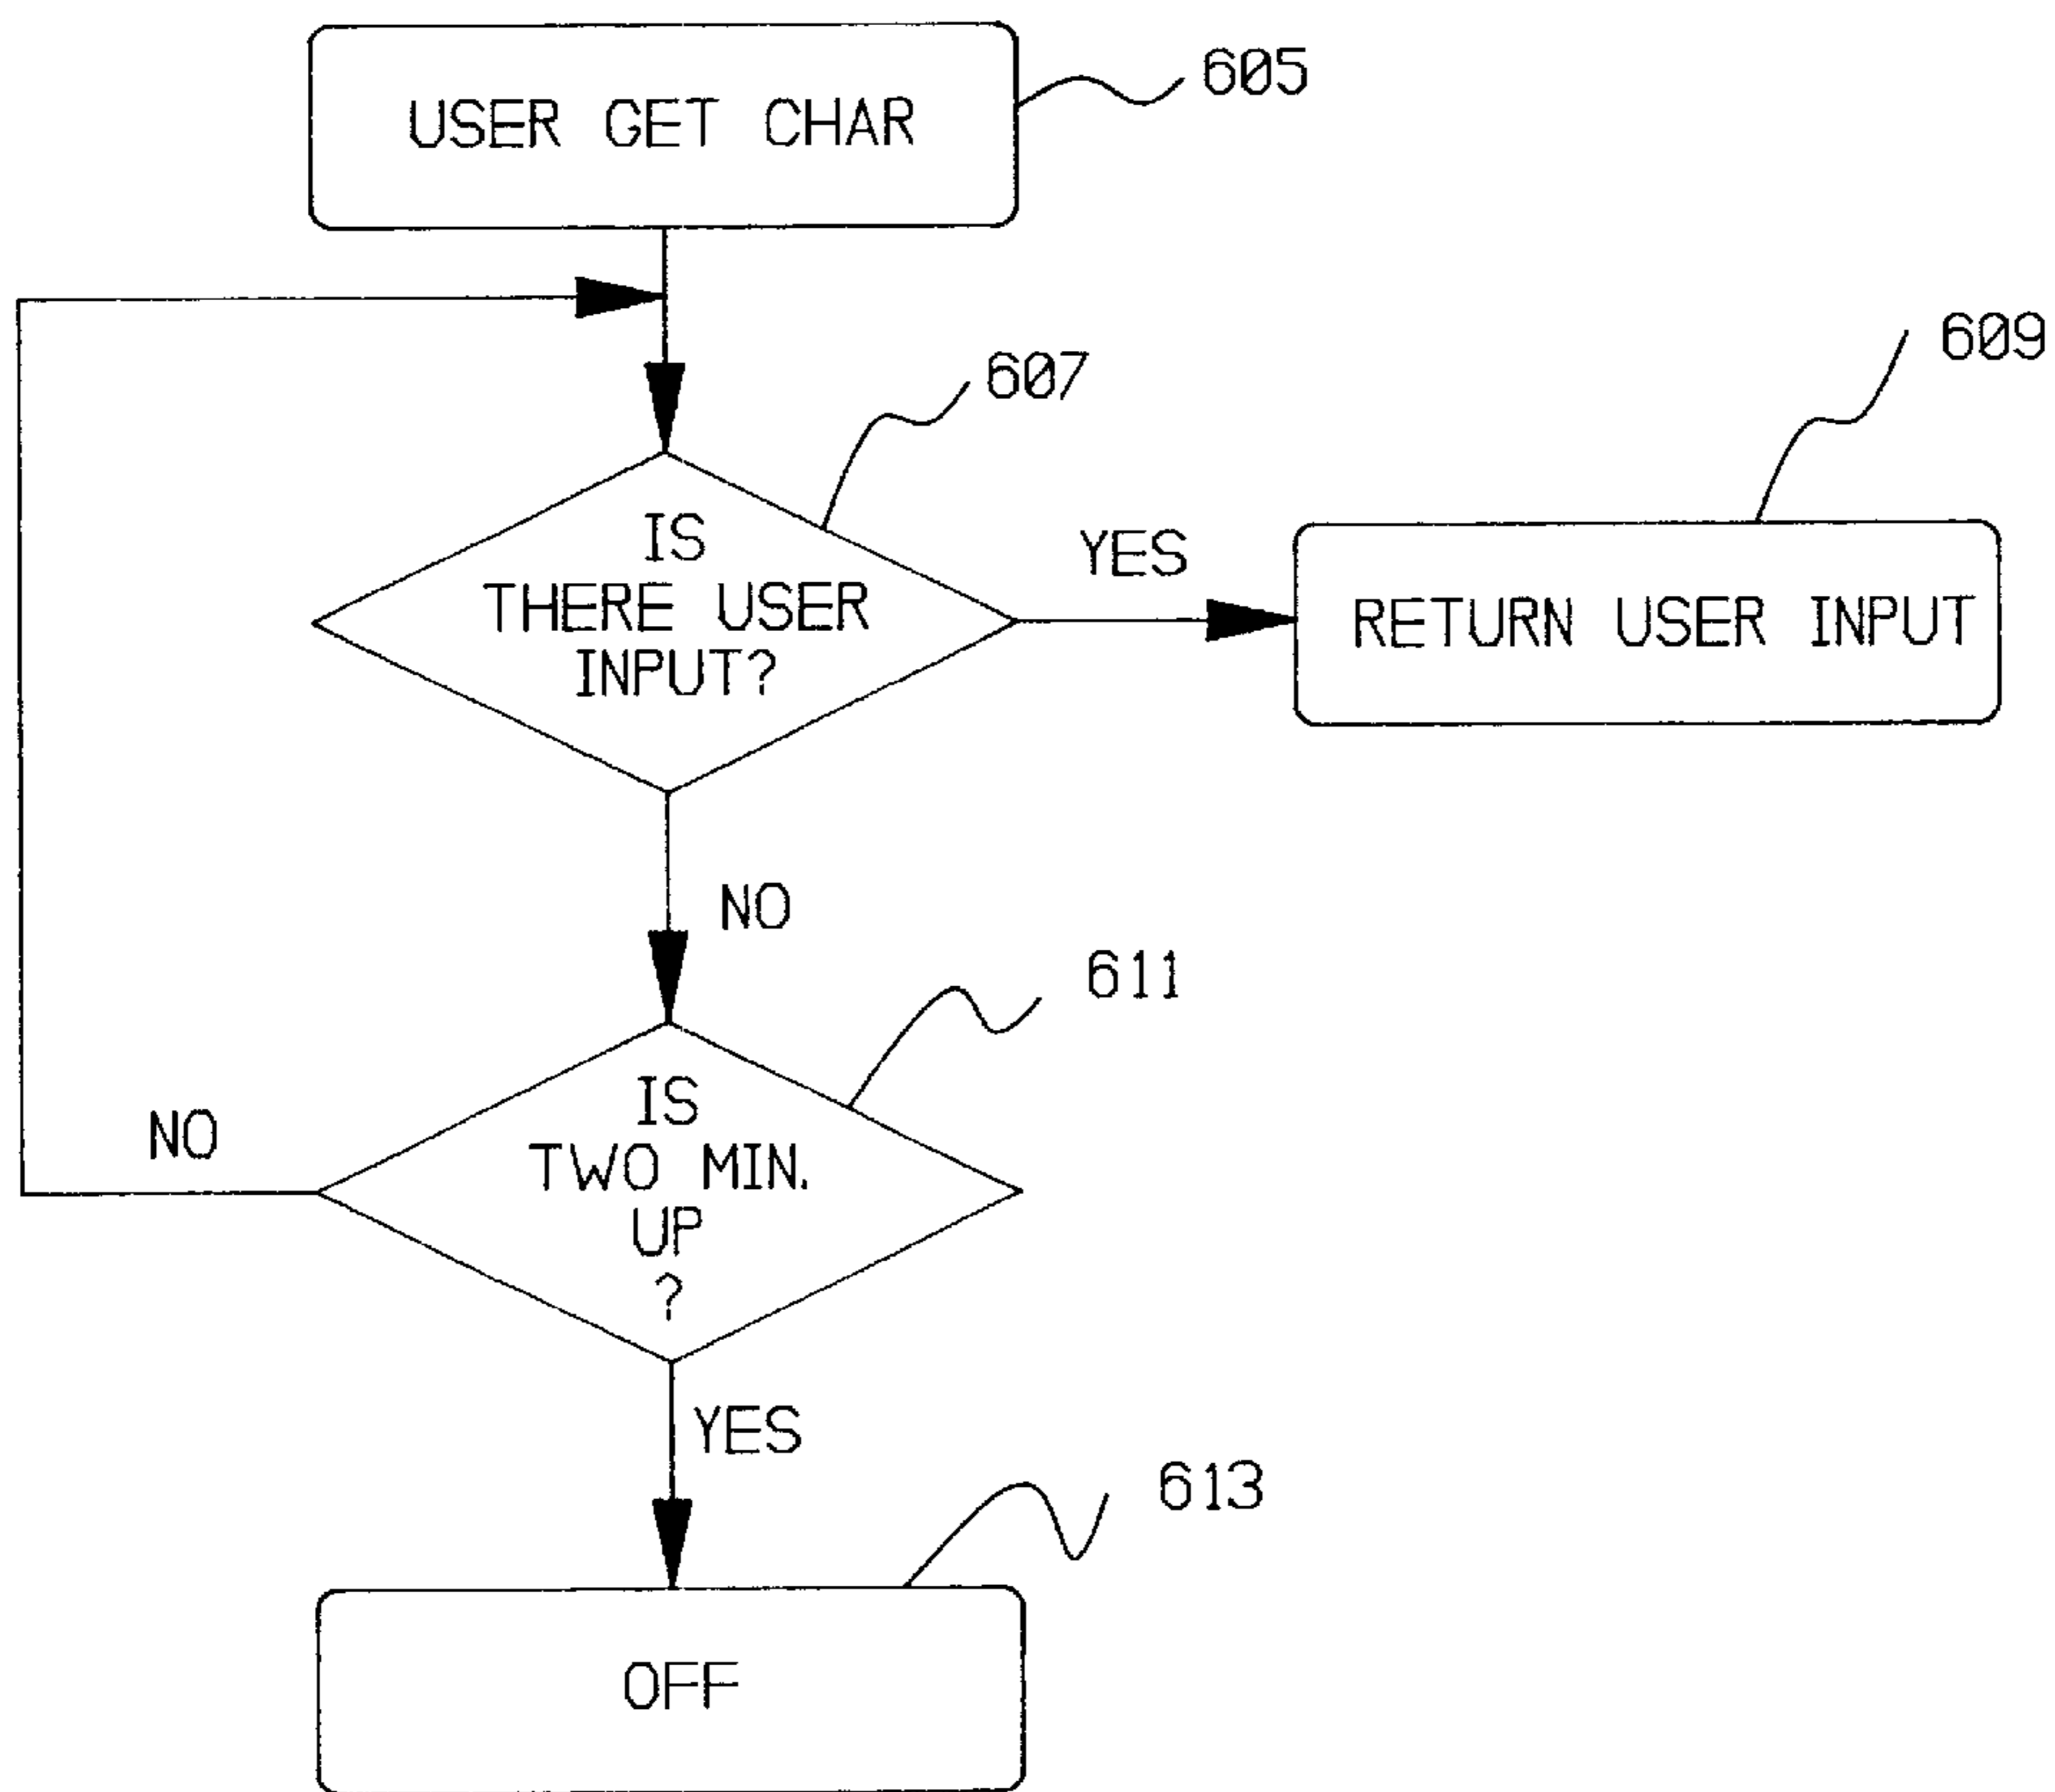 USER GET CHAR
605
607
609
IS
THERE USER
INPUT?
YES
RETURN USER INPUT
NO
611
IS
TWO MIN.
UP
?
NO
YES
613
OFF